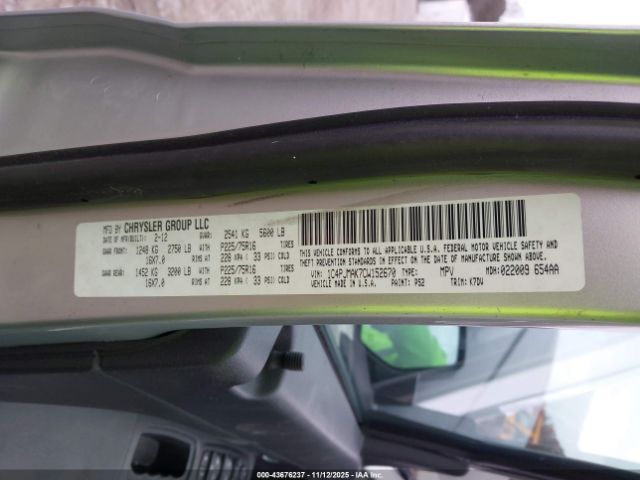 MFD BY CHRYSLER GROUP LLC
DATE OF MFR(BUILT): 2-12 GVWR: 2541 KG 5600 LB
GAWR FRONT: 1248 KG 2750 LB WITH P225/75R16 TIRES
16X7.0 RIMS AT 228 KPA ( 33 PSI) COLD
GAWR REAR: 1452 KG 3200 LB WITH P225/75R16 TIRES
16X7.0 RIMS AT 228 KPA ( 33 PSI) COLD
THIS VEHICLE CONFORMS TO ALL APPLICABLE U.S.A. FEDERAL MOTOR VEHICLE SAFETY,
BUMPER AND THEFT PREVENTION STANDARDS IN EFFECT ON THE DATE OF MANUFACTURE SHOWN ABOVE.
VIN: 1C4PJMAK7CW152670 TYPE: MPV MDH: 022009 654AA
VEHICLE MADE IN U.S.A. PAINT: PS2 TRIM: K7DV
000-43676237 - 11/12/2025 - IAAI.COM